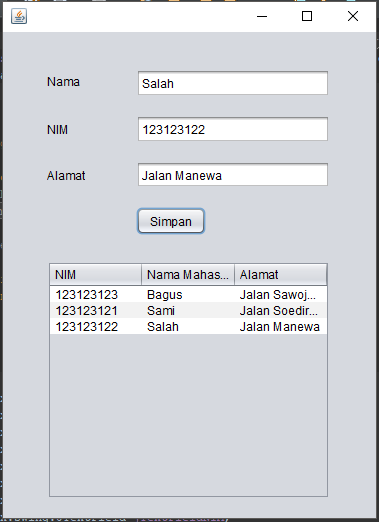 Nama Salah
NIM 123123122
Alamat Jalan Manewa
Simpan
NIM Nama Mahas... Alamat
123123123 Bagus Jalan Sawoj...
123123121 Sami Jalan Soedir...
123123122 Salah Jalan Manewa